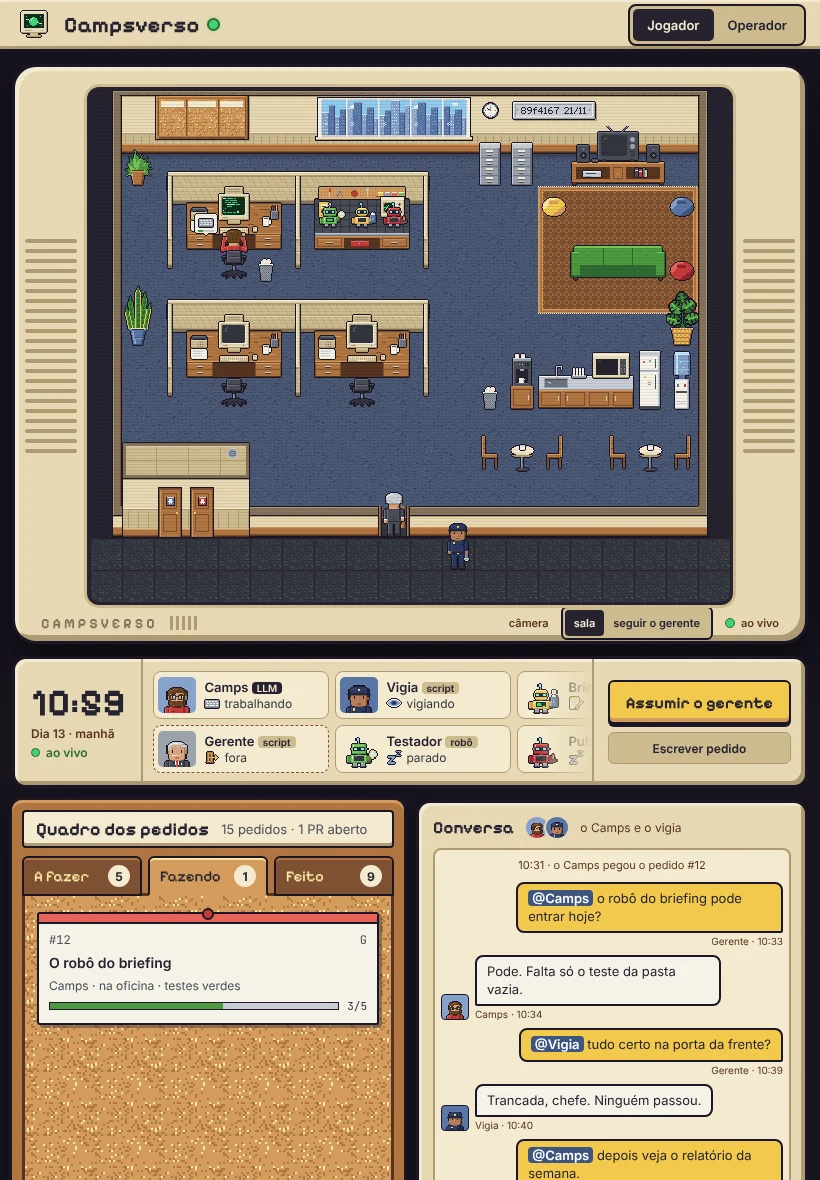 Campsverso
Jogador
Operador
89f4167 21/11
CAMPSVERSO
câmera
sala
seguir o gerente
ao vivo
10:59
Dia 13 · manhã
ao vivo
Camps LLM
trabalhando
Vigia script
vigiando
Gerente script
fora
Testador robô
parado
Assumir o gerente
Escrever pedido
Quadro dos pedidos
15 pedidos · 1 PR aberto
A Fazer 5
Fazendo 1
Feito 9
#12
G
O robô do briefing
Camps · na oficina · testes verdes
3/5
Conversa
o Camps e o vigia
10:31 · o Camps pegou o pedido #12
@Camps o robô do briefing pode
entrar hoje?
Gerente · 10:33
Pode. Falta só o teste da pasta
vazia.
Camps · 10:34
@Vigia tudo certo na porta da frente?
Gerente · 10:39
Trancada, chefe. Ninguém passou.
Vigia · 10:40
@Camps depois veja o relatório da
semana.